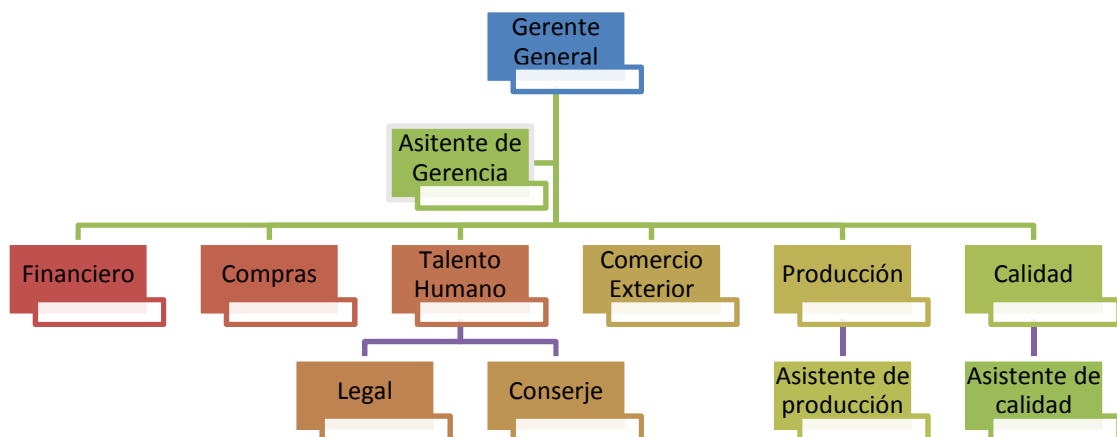 Gerente
General
Asitente de
Gerencia
Financiero
Compras
Talento
Humano
Comercio
Exterior
Producción
Calidad
Legal
Conserje
Asistente de
producción
Asistente de
calidad